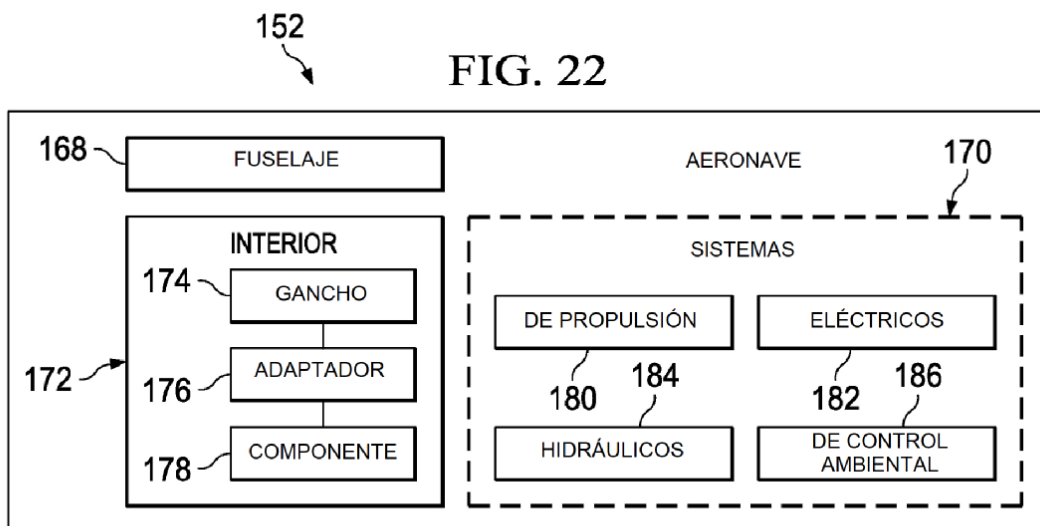 152
FIG. 22
168
FUSELAJE
AERONAVE
170
INTERIOR
174
GANCHO
172
176
ADAPTADOR
178
COMPONENTE
SISTEMAS
DE PROPULSIÓN
180
ELÉCTRICOS
182
184
HIDRÁULICOS
186
DE CONTROL
AMBIENTAL